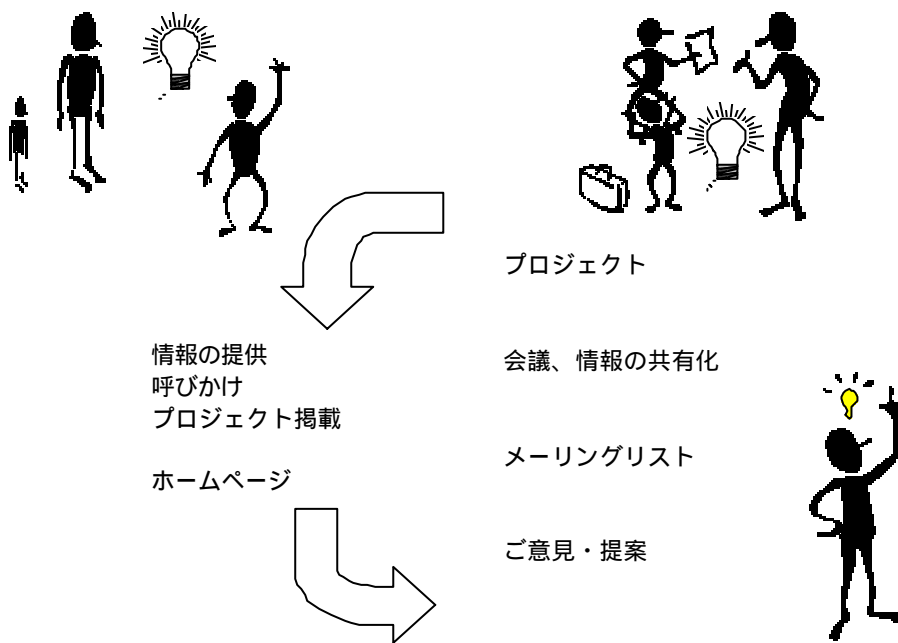 プロジェクト
情報の提供
呼びかけ
プロジェクト掲載
ホームページ
会議、情報の共有化
メーリングリスト
ご意見・提案